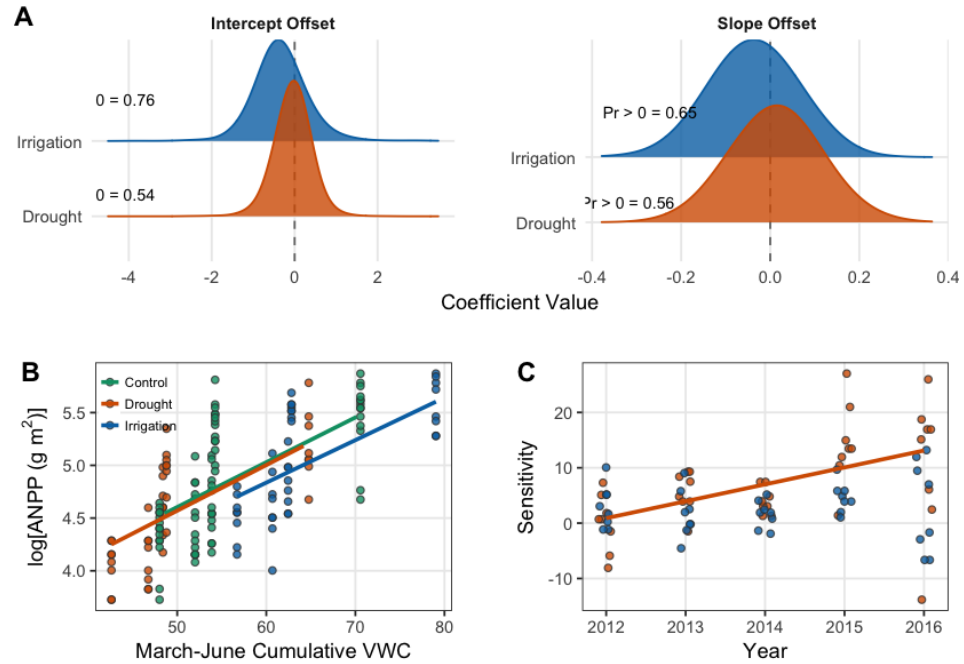 A
Intercept Offset
Slope Offset
0 = 0.76
Irrigation
0 = 0.54
Drought
-4
-2
0
2
Pr > 0 = 0.65
Irrigation
Pr > 0 = 0.56
Drought
-0.4
-0.2
0.0
0.2
0.4
Coefficient Value
B
Control
Drought
Irrigation
5.5
5.0
4.5
4.0
log[ANPP (g m²)]
50
60
70
80
March-June Cumulative VWC
C
20
10
0
-10
Sensitivity
2012
2013
2014
2015
2016
Year